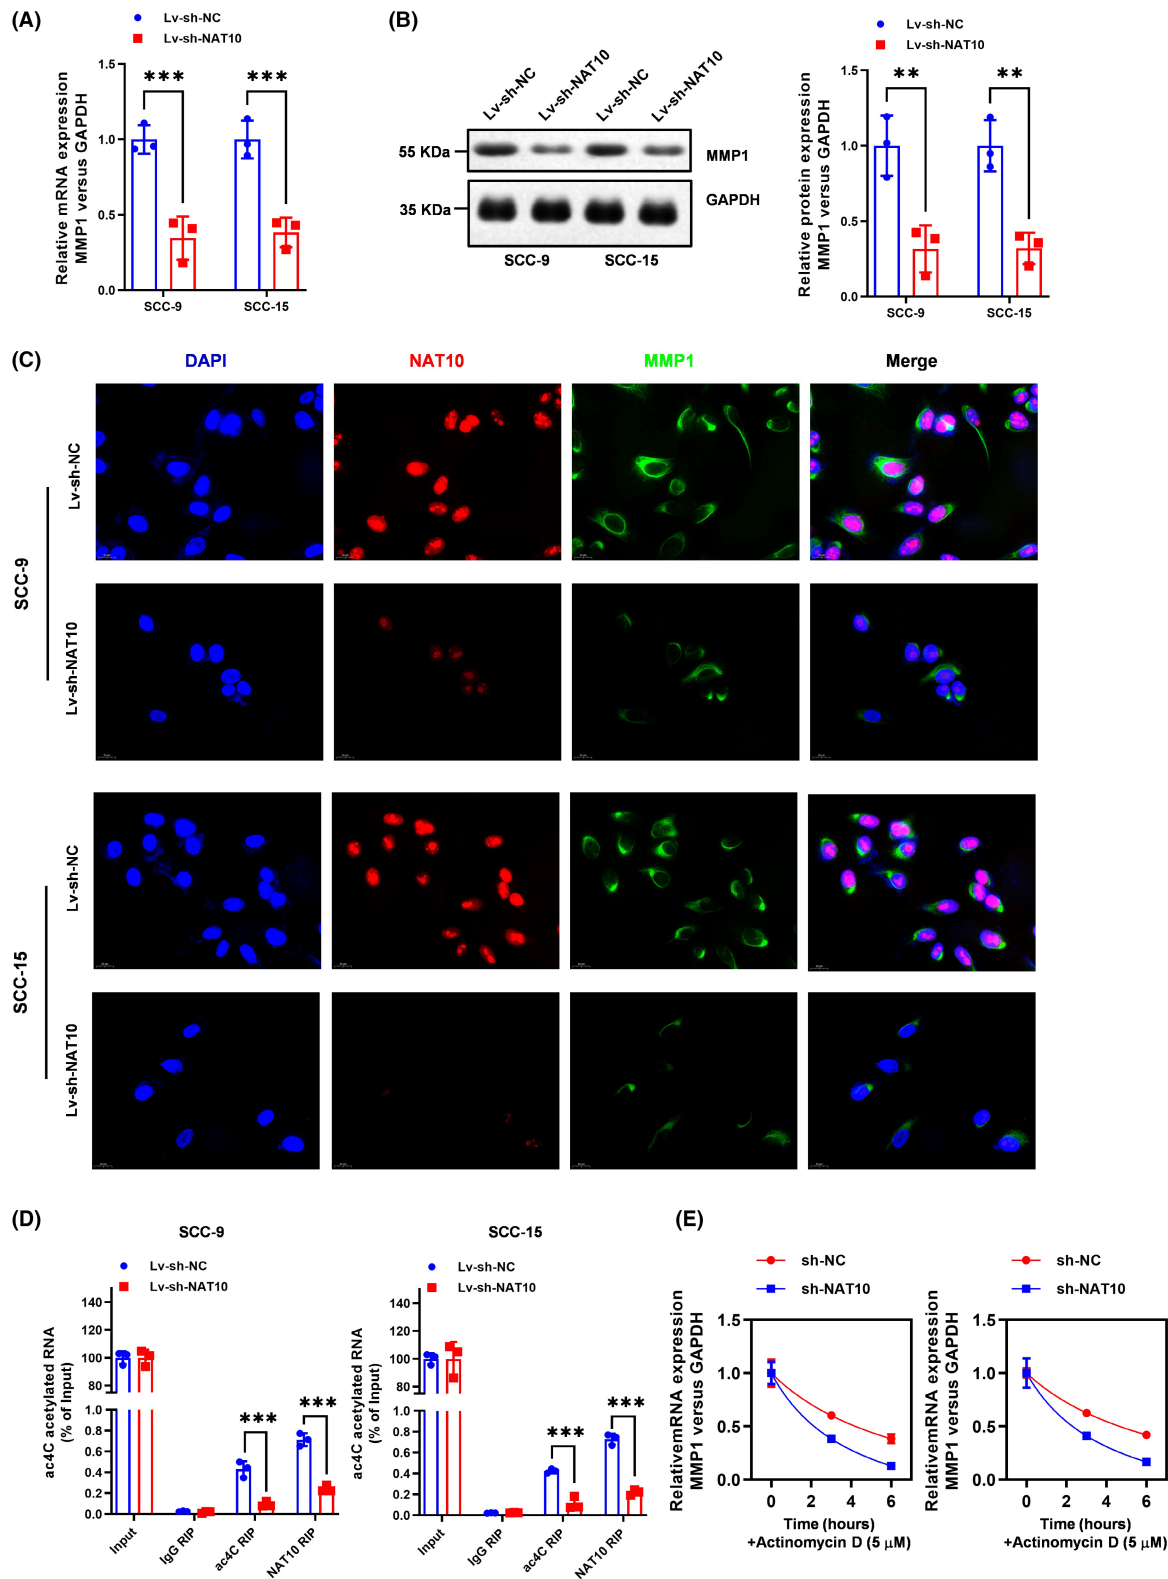 (A)
Lv-sh-NC
Lv-sh-NAT10
Relative mRNA expression
MMP1 versus GAPDH
1.5
1.0
0.5
0.0
***
***
SCC-9
SCC-15
(B)
Lv-sh-NC
Lv-sh-NAT10
Lv-sh-NC
Lv-sh-NAT10
55 KDa
MMP1
35 KDa
GAPDH
SCC-9
SCC-15
Lv-sh-NC
Lv-sh-NAT10
Relative protein expression
MMP1 versus GAPDH
1.5
1.0
0.5
0.0
**
**
SCC-9
SCC-15
(C)
DAPI
NAT10
MMP1
Merge
SCC-9
Lv-sh-NC
Lv-sh-NAT10
SCC-15
Lv-sh-NC
Lv-sh-NAT10
(D)
SCC-9
Lv-sh-NC
Lv-sh-NAT10
ac4C acetylated RNA
(% of Input)
140
120
100
80
1.0
0.8
0.6
0.4
0.2
0.0
***
***
Input
IgG RIP
ac4C RIP
NAT10 RIP
SCC-15
Lv-sh-NC
Lv-sh-NAT10
ac4C acetylated RNA
(% of Input)
140
120
100
80
1.0
0.8
0.6
0.4
0.2
0.0
***
***
Input
IgG RIP
ac4C RIP
NAT10 RIP
(E)
sh-NC
sh-NAT10
RelativemRNA expression
MMP1 versus GAPDH
1.5
1.0
0.5
0.0
0 2 4 6
Time (hours)
+Actinomycin D (5 μM)
sh-NC
sh-NAT10
RelativemRNA expression
MMP1 versus GAPDH
1.5
1.0
0.5
0.0
0 2 4 6
Time (hours)
+Actinomycin D (5 μM)